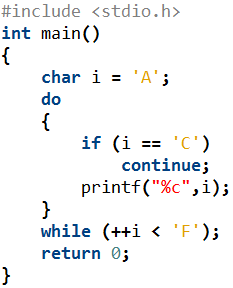 #include <stdio.h>
int main()
{
    char i = 'A';
    do
    {
        if (i == 'C')
            continue;
        printf("%c",i);
    }
    while (++i < 'F');
    return 0;
}